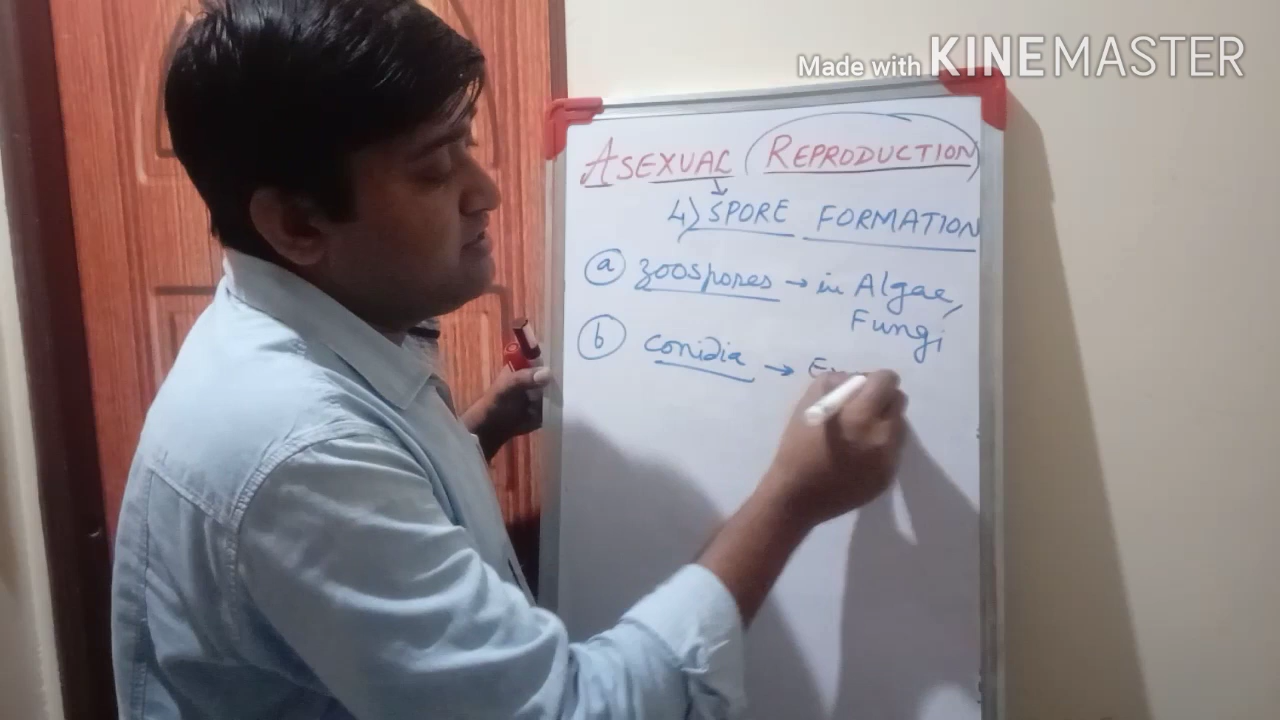 Made with KINEMASTER
ASEXUAL (REPRODUCTION)
4) SPORE FORMATION
a zoospores → in Algae,
Fungi
b conidia →